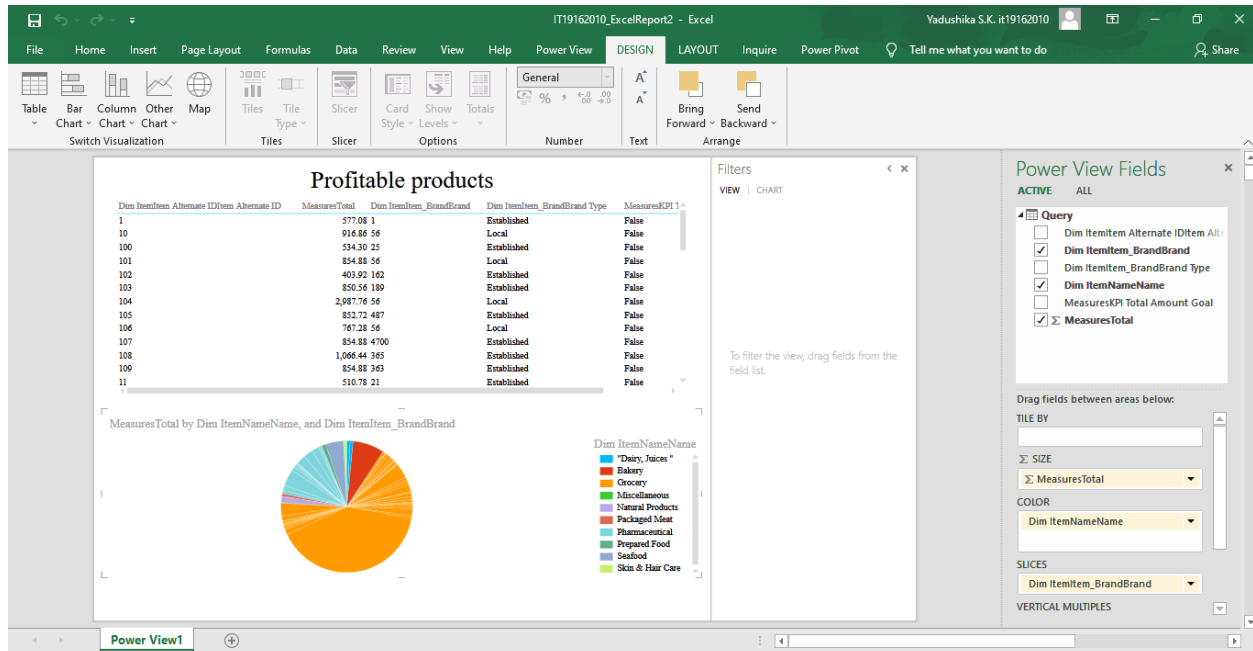 IT19162010_ExcelReport2 - Excel
Yadushika S.K. it19162010
File Home Insert Page Layout Formulas Data Review View Help Power View DESIGN LAYOUT Inquire Power Pivot Tell me what you want to do Share
Table Bar Chart Column Chart Other Chart Map Tiles Tile Type Slicer Card Style Show Levels Totals General % , .00 A A Bring Forward Send Backward
Switch Visualization Tiles Slicer Options Number Text Arrange
Profitable products
Dim ItemItem Alternate IDItem Alternate ID MeasuresTotal Dim ItemItem_BrandBrand Dim ItemItem_BrandBrand Type MeasuresKPI
1 577.08 1 Established False
10 916.86 56 Local False
100 534.30 25 Established False
101 854.88 56 Local False
102 403.92 162 Established False
103 850.56 189 Established False
104 2,987.76 56 Local False
105 852.72 487 Established False
106 767.28 56 Local False
107 854.88 4700 Established False
108 1,066.44 365 Established False
109 854.88 363 Established False
11 510.78 21 Established False
MeasuresTotal by Dim ItemNameName, and Dim ItemItem_BrandBrand
Dim ItemNameName
"Dairy, Juices "
Bakery
Grocery
Miscellaneous
Natural Products
Packaged Meat
Pharmaceutical
Prepared Food
Seafood
Skin & Hair Care
Filters
VIEW | CHART
To filter the view, drag fields from the
field list.
Power View Fields
ACTIVE ALL
Query
Dim ItemItem Alternate IDItem Alte
Dim ItemItem_BrandBrand
Dim ItemItem_BrandBrand Type
Dim ItemNameName
MeasuresKPI Total Amount Goal
Σ MeasuresTotal
Drag fields between areas below:
TILE BY
Σ SIZE
Σ MeasuresTotal
COLOR
Dim ItemNameName
SLICES
Dim ItemItem_BrandBrand
VERTICAL MULTIPLES
Power View1